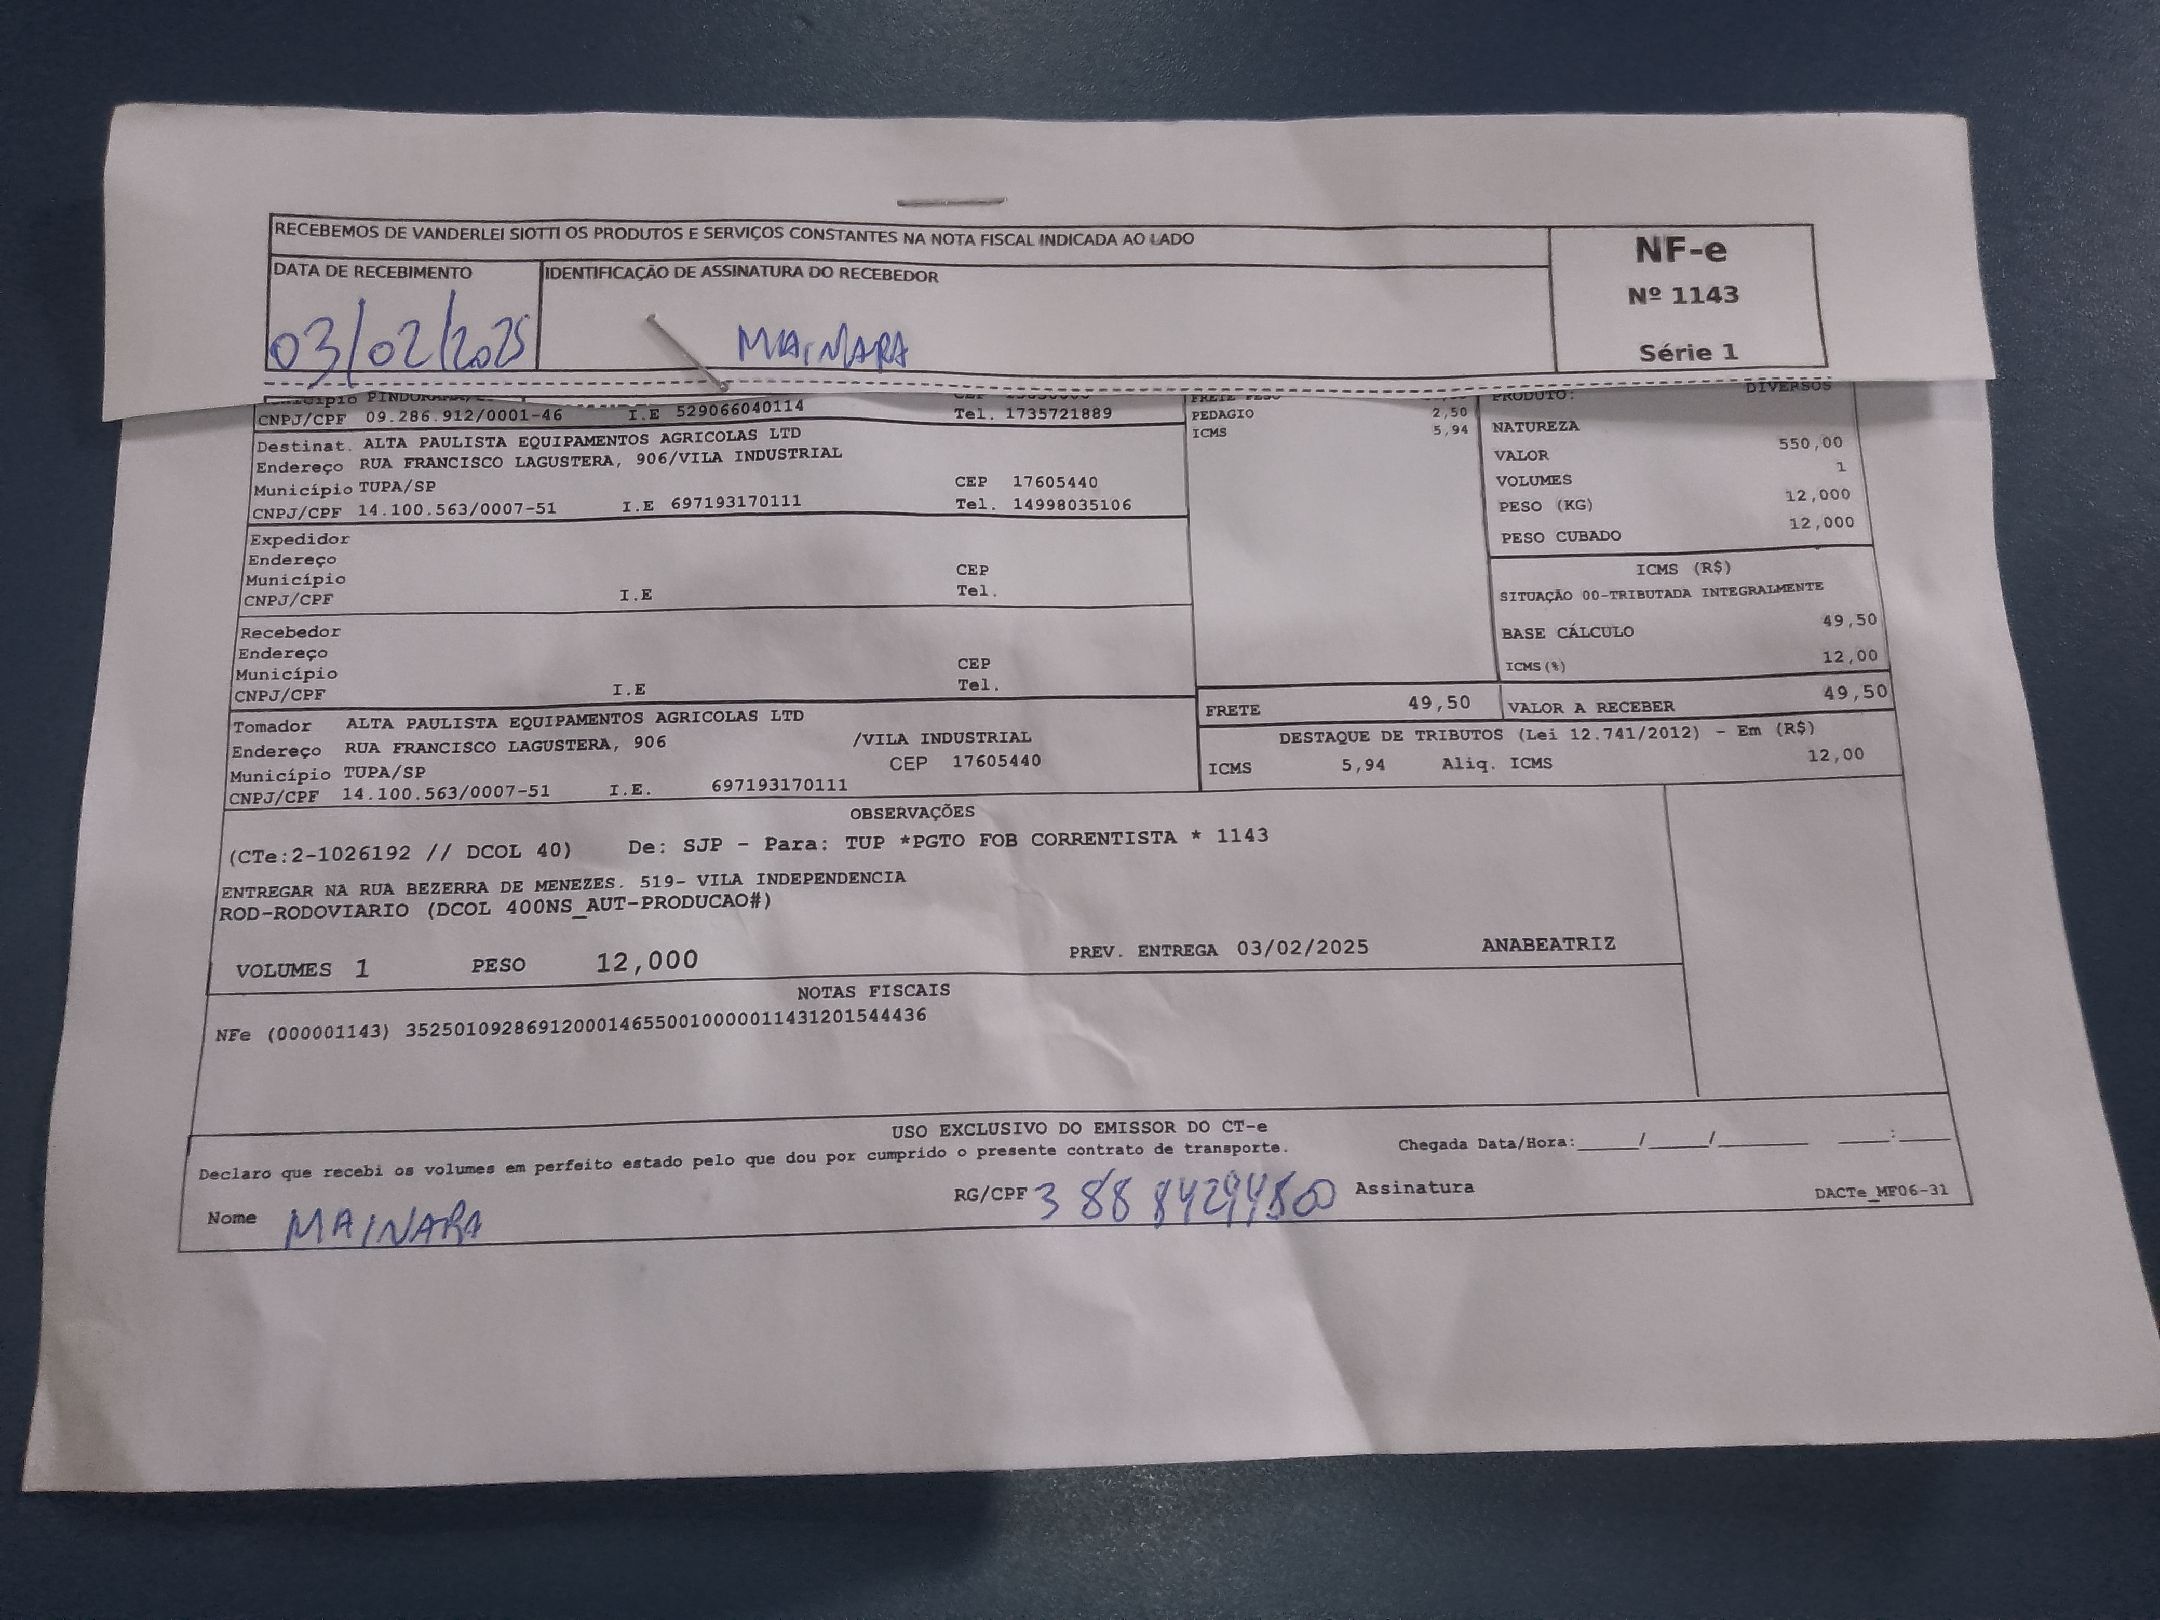 RECEBEMOS DE VANDERLEI SIOTTI OS PRODUTOS E SERVIÇOS CONSTANTES NA NOTA FISCAL INDICADA AO LADO
NF-e
Nº 1143
Série 1
DATA DE RECEBIMENTO
03/02/2025
IDENTIFICAÇÃO DE ASSINATURA DO RECEBEDOR
MAINARA
CNPJ/CPF 09.286.912/0001-46 I.E 529066040114 Tel. 1735721889
Destinat. ALTA PAULISTA EQUIPAMENTOS AGRICOLAS LTD
Endereço RUA FRANCISCO LAGUSTERA, 906/VILA INDUSTRIAL
Município TUPA/SP CEP 17605440
CNPJ/CPF 14.100.563/0007-51 I.E 697193170111 Tel. 14998035106
Expedidor
Endereço
Município CEP
CNPJ/CPF I.E Tel.
Recebedor
Endereço
Município CEP
CNPJ/CPF I.E Tel.
Tomador ALTA PAULISTA EQUIPAMENTOS AGRICOLAS LTD
Endereço RUA FRANCISCO LAGUSTERA, 906 /VILA INDUSTRIAL
Município TUPA/SP CEP 17605440
CNPJ/CPF 14.100.563/0007-51 I.E. 697193170111
FRETE PESO
PEDAGIO 2,50
ICMS 5,94
PRODUTO: DIVERSOS
NATUREZA
VALOR 550,00
VOLUMES 1
PESO (KG) 12,000
PESO CUBADO 12,000
ICMS (R$)
SITUAÇÃO 00-TRIBUTADA INTEGRALMENTE
BASE CÁLCULO 49,50
ICMS(%) 12,00
FRETE 49,50 VALOR A RECEBER 49,50
DESTAQUE DE TRIBUTOS (Lei 12.741/2012) - Em (R$)
ICMS 5,94 Aliq. ICMS 12,00
OBSERVAÇÕES
(CTe:2-1026192 // DCOL 40) De: SJP - Para: TUP *PGTO FOB CORRENTISTA * 1143
ENTREGAR NA RUA BEZERRA DE MENEZES. 519- VILA INDEPENDENCIA
ROD-RODOVIARIO (DCOL 400NS_AUT-PRODUCAO#)
VOLUMES 1 PESO 12,000 PREV. ENTREGA 03/02/2025 ANABEATRIZ
NOTAS FISCAIS
NFe (000001143) 35250109286912000146550010000011431201544436
USO EXCLUSIVO DO EMISSOR DO CT-e
Declaro que recebi os volumes em perfeito estado pelo que dou por cumprido o presente contrato de transporte. Chegada Data/Hora:_____/_____/________ ____:____
Nome MAINARA RG/CPF Assinatura
DACTe_MF06-31